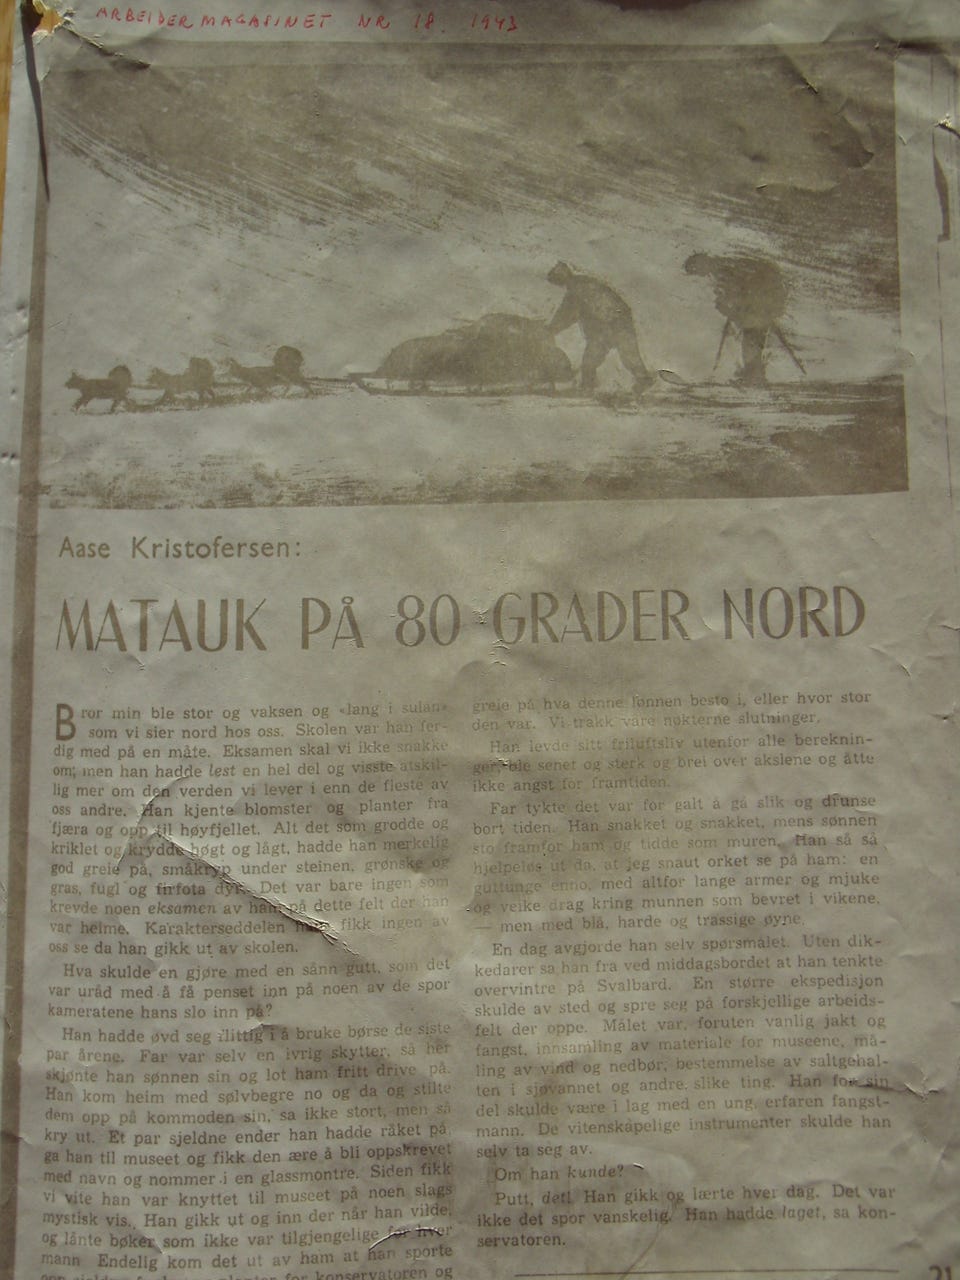 ARBEIDERMAGASINET NR 18. 1943
Aase Kristofersen:
MATAUK PÅ 80 GRADER NORD
Bror min ble stor og vaksen og «lang i sulan»
som vi sier nord hos oss. Skolen var han fer-
dig med på en måte. Eksamen skal vi ikke snakke
om; men han hadde lest en hel del og visste atskil-
lig mer om den verden vi lever i enn de fleste av
oss andre. Han kjente blomster og planter fra
fjæra og opp til høyfjellet. Alt det som grodde og
kriklet og krydde høgt og lågt, hadde han merkelig
god greie på, småkryp under steinen, grønske og
gras, fugl og firfota dyr. Det var bare ingen som
krevde noen eksamen av ham på dette felt der han
var heime. Karakterseddelen hans fikk ingen av
oss se da han gikk ut av skolen.
Hva skulde en gjøre med en sånn gutt, som det
var uråd med å få penset inn på noen av de spor
kameratene hans slo inn på?
Han hadde øvd seg flittig i å bruke børse de siste
par årene. Far var selv en ivrig skytter, så her
skjønte han sønnen sin og lot ham fritt drive på.
Han kom heim med sølvbegre no og da og stilte
dem opp på kommoden sin, sa ikke stort, men så
kry ut. Et par sjeldne ender han hadde råket på,
ga han til museet og fikk den ære å bli oppskrevet
med navn og nommer i en glassmontre. Siden fikk
vi vite han var knyttet til museet på noen slags
mystisk vis. Han gikk ut og inn der når han vilde,
og lånte bøker som ikke var tilgjengelige for hver
mann Endelig kom det ut av ham at han sporte
opp sjeldne planter for konservatoren og
greie på hva denne lønnen besto i, eller hvor stor
den var. Vi trakk våre nøkterne slutninger.
Han levde sitt friluftsliv utenfor alle bereknin-
ger, ble senet og sterk og brei over akslene og åtte
ikke angst for framtiden.
Far tykte det var for galt å gå slik og drunse
bort tiden. Han snakket og snakket, mens sønnen
sto framfor ham og tidde som muren. Han så så
hjelpeløs ut da, at jeg snaut orket se på ham: en
guttunge enno, med altfor lange armer og mjuke
og veike drag kring munnen som bevret i vikene,
— men med blå, harde og trassige øyne.
En dag avgjorde han selv spørsmålet. Uten dik-
kedarer sa han fra ved middagsbordet at han tenkte
overvintre på Svalbard. En større ekspedisjon
skulde av sted og spre seg på forskjellige arbeids-
felt der oppe. Målet var, foruten vanlig jakt og
fangst, innsamling av materiale for museene, må-
ling av vind og nedbør, bestemmelse av saltgehal-
ten i sjøvannet og andre slike ting. Han for sin
del skulde være i lag med en ung, erfaren fangst-
mann. De vitenskapelige instrumenter skulde han
selv ta seg av.
Om han kunde?
Putt, det! Han gikk og lærte hver dag. Det var
ikke det spor vanskelig. Han hadde laget, sa kon-
servatoren.
21